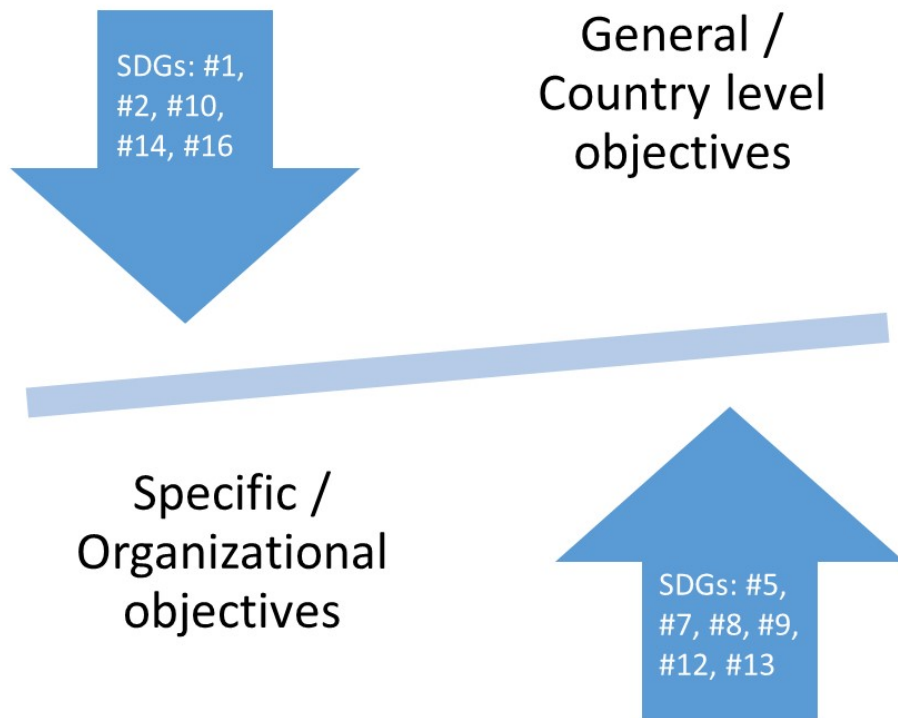 SDGs: #1,
#2, #10,
#14, #16
General /
Country level
objectives
Specific /
Organizational
objectives
SDGs: #5,
#7, #8, #9,
#12, #13